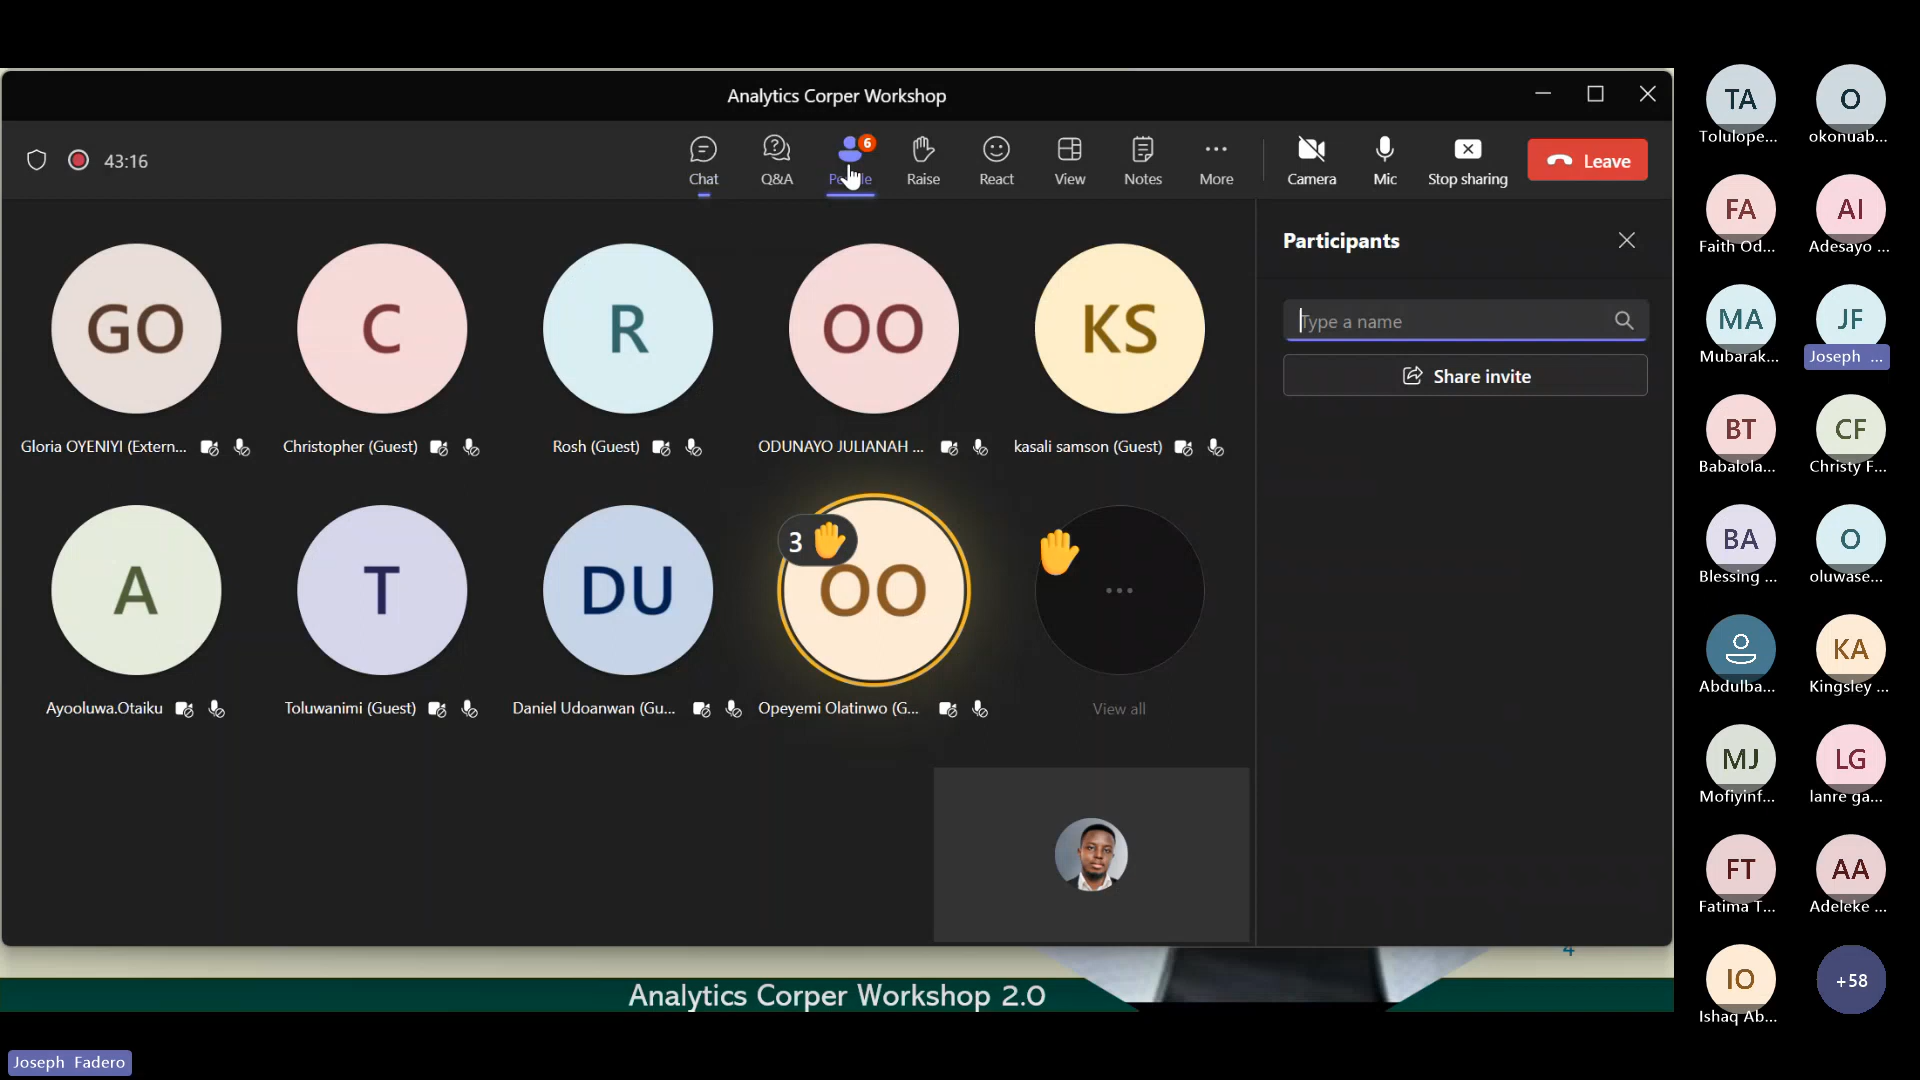 Analytics Corper Workshop
43:16
Chat
Q&A
6
People
Raise
React
View
Notes
More
Camera
Mic
Stop sharing
Leave
GO
C
R
OO
KS
Gloria OYENIYI (Extern...
Christopher (Guest)
Rosh (Guest)
ODUNAYO JULIANAH ...
kasali samson (Guest)
A
T
DU
3
OO
Ayooluwa.Otaiku
Toluwanimi (Guest)
Daniel Udoanwan (Gu...
Opeyemi Olatinwo (G...
View all
Participants
Type a name
Share invite
4
Analytics Corper Workshop 2.0
Joseph Fadero
TA
Tolulope...
O
okonuab...
FA
Faith Od...
AI
Adesayo ...
MA
Mubarak...
JF
Joseph ...
BT
Babalola...
CF
Christy F...
BA
Blessing ...
O
oluwase...
Abdulba...
KA
Kingsley ...
MJ
Mofiyinf...
LG
lanre ga...
FT
Fatima T...
AA
Adeleke ...
IO
Ishaq Ab...
+58